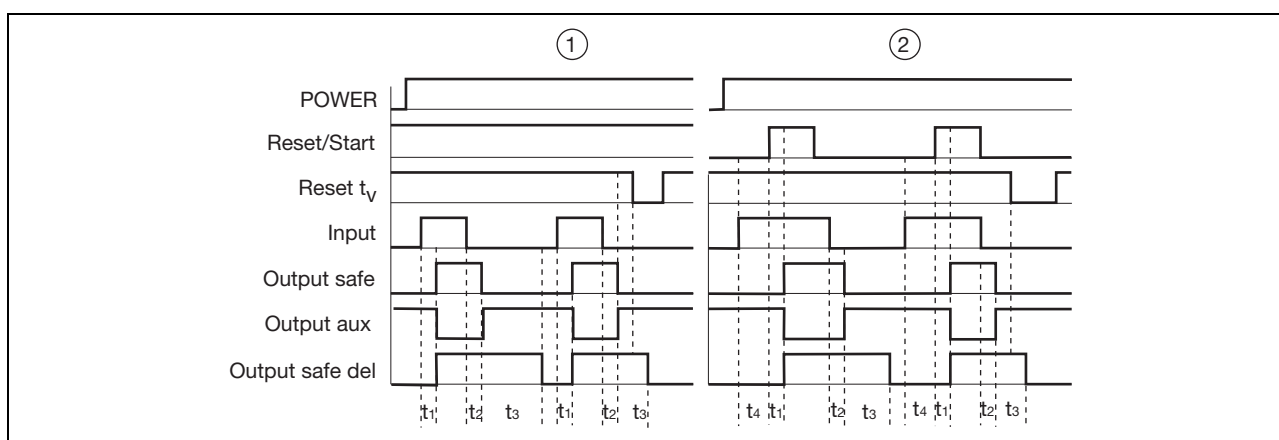 ① ②
POWER
Reset/Start
Reset tV
Input
Output safe
Output aux
Output safe del
t1 t2 t3 t1 t2 t3 t4 t1 t2 t3 t4 t1 t2 t3